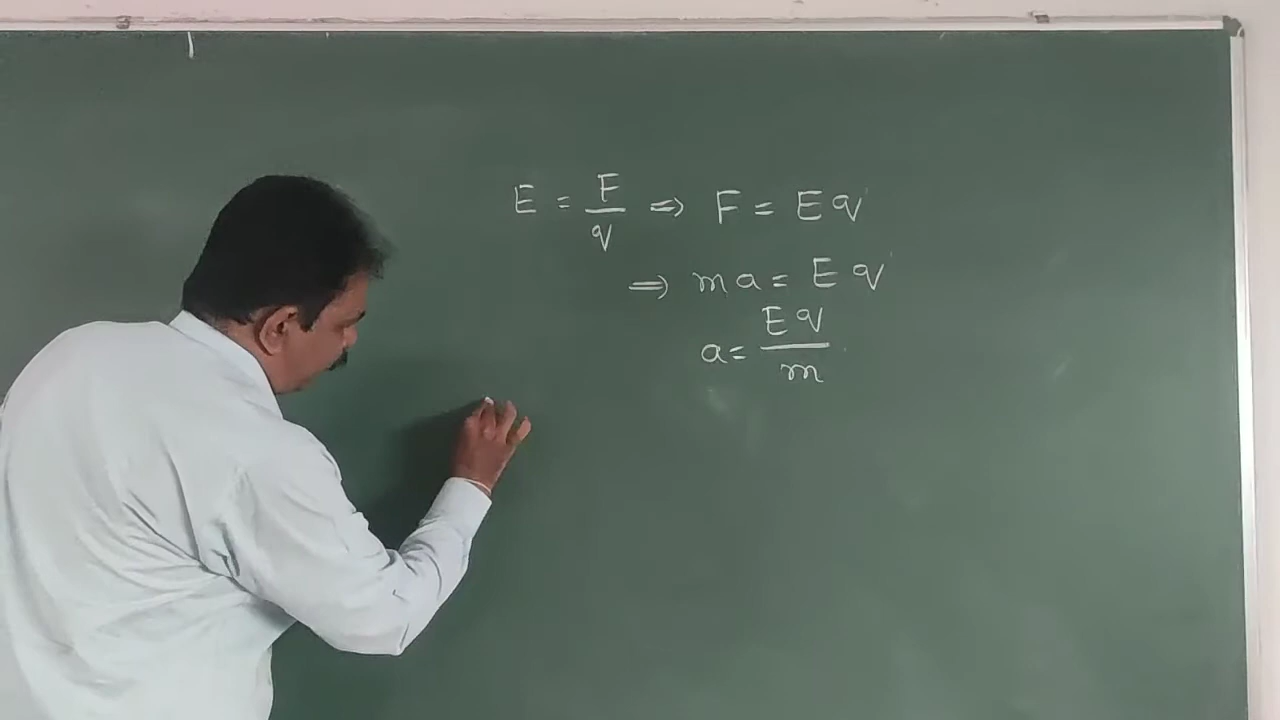 E = F/q ⇒ F = Eq
⇒ ma = Eq
a = Eq/m